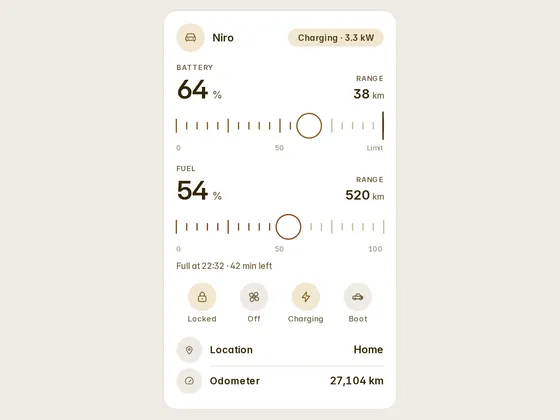 Niro
Charging · 3.3 kW
BATTERY
64 %
RANGE
38 km
0 50 Limit
FUEL
54 %
RANGE
520 km
0 50 100
Full at 22:32 · 42 min left
Locked Off Charging Boot
Location Home
Odometer 27,104 km